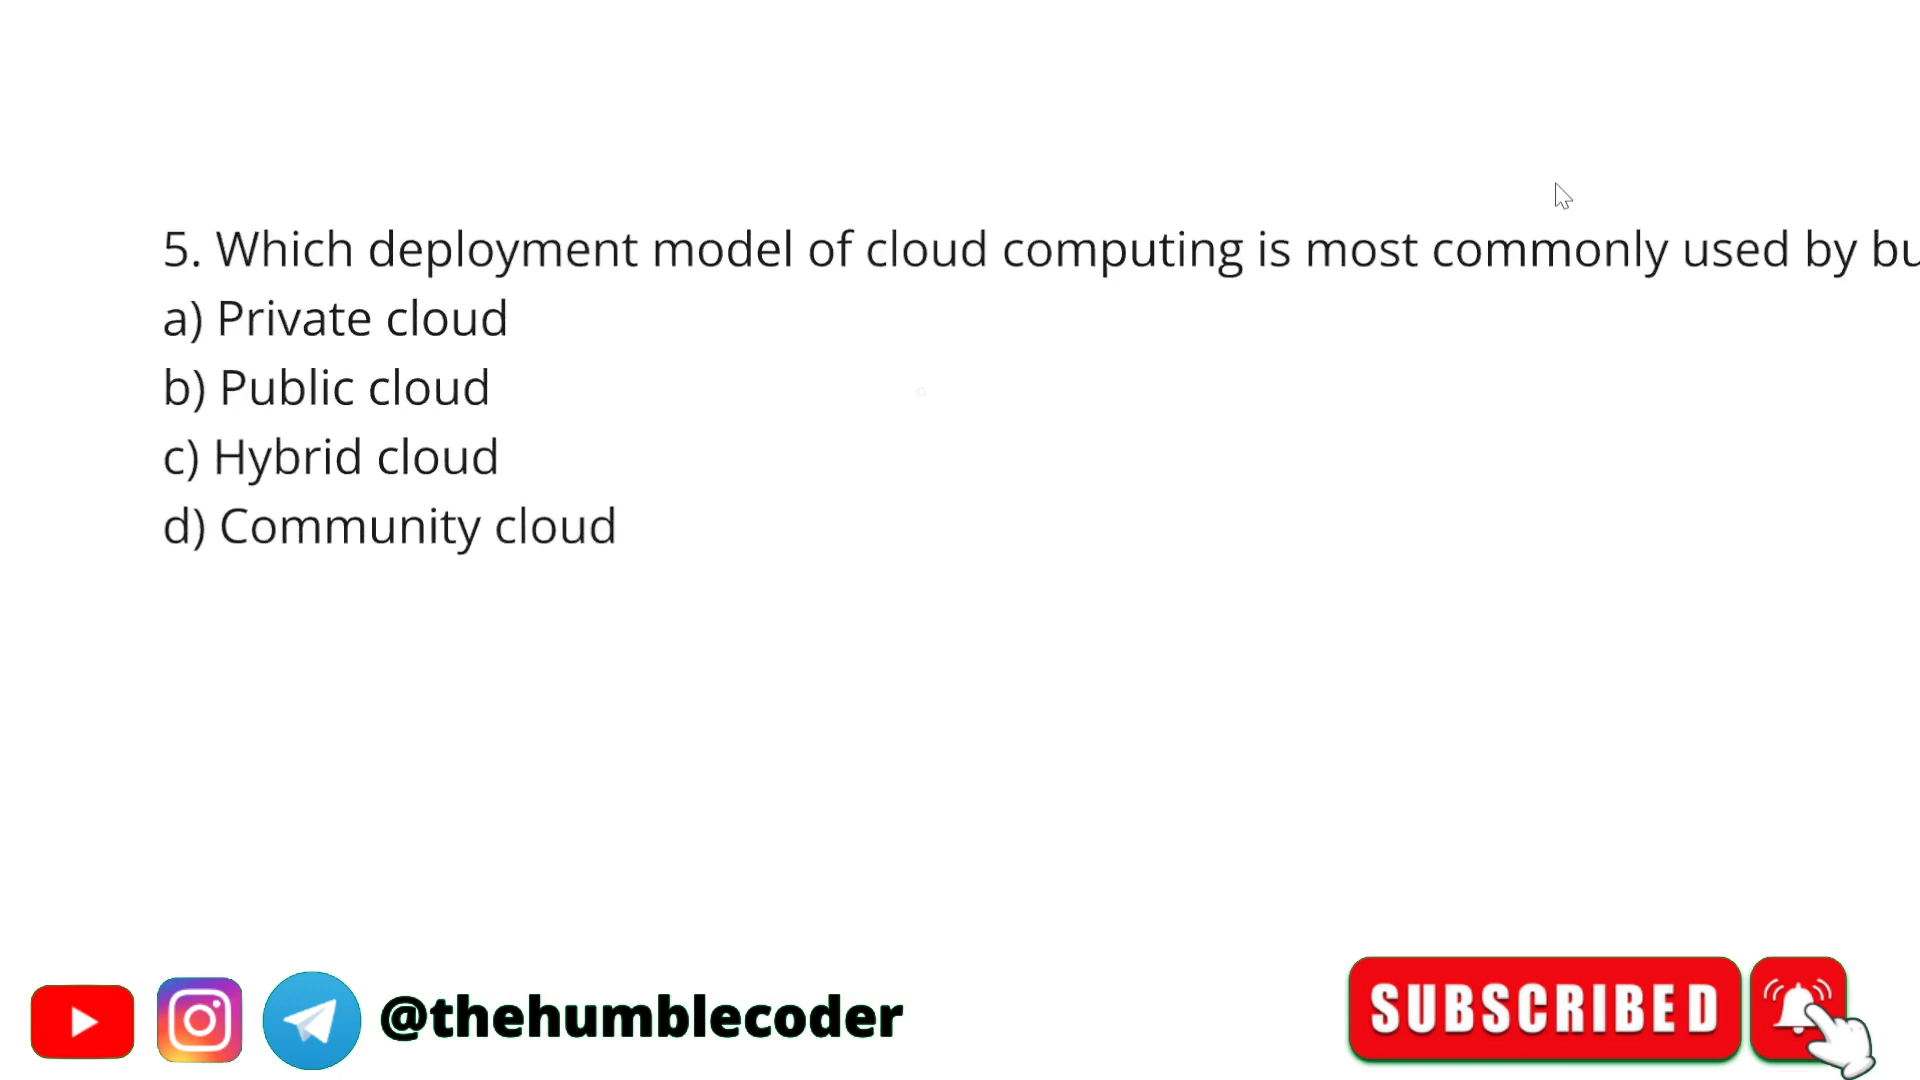 5. Which deployment model of cloud computing is most commonly used by bu
a) Private cloud
b) Public cloud
c) Hybrid cloud
d) Community cloud
@thehumblecoder
SUBSCRIBED